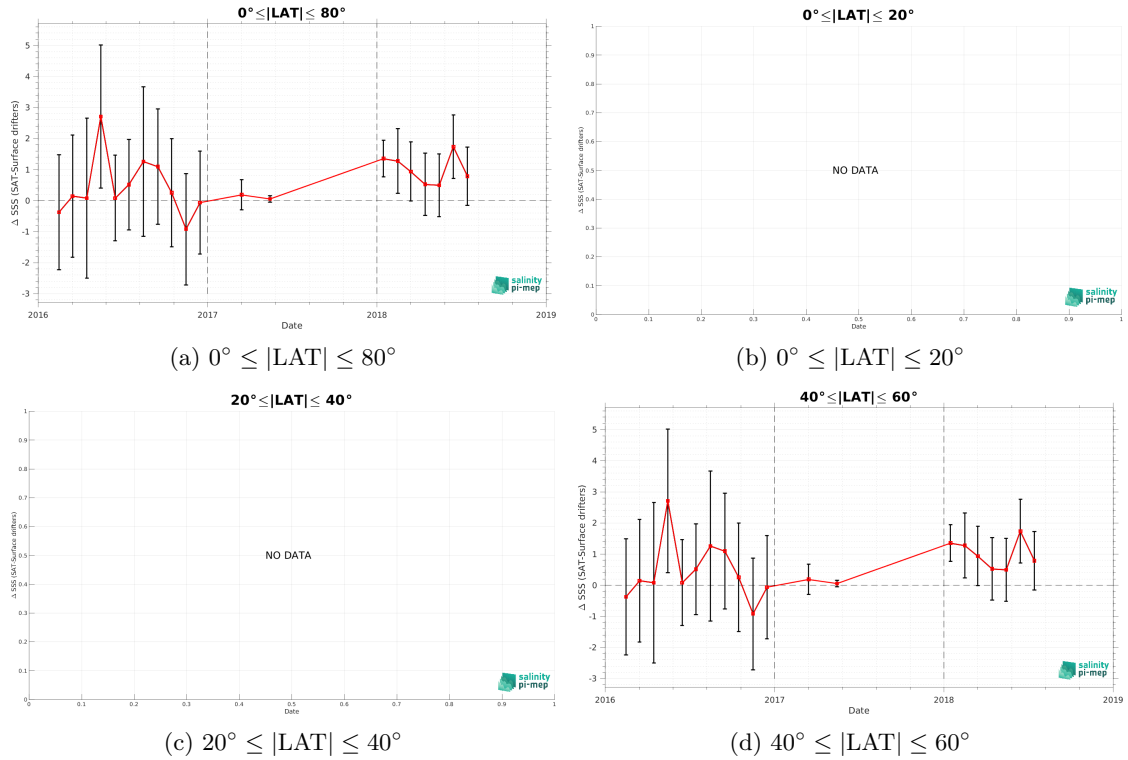 0°≤|LAT|≤ 80°
5
4
3
2
1
0
-1
-2
-3
Δ SSS (SAT-Surface drifters)
salinity
pi-mep
2016 2017 2018 2019
Date
(a) 0° ≤ |LAT| ≤ 80°
0°≤|LAT|≤ 20°
1
0.9
0.8
0.7
0.6
0.5
0.4
0.3
0.2
0.1
0
Δ SSS (SAT-Surface drifters)
NO DATA
salinity
pi-mep
0 0.1 0.2 0.3 0.4 0.5 0.6 0.7 0.8 0.9 1
Date
(b) 0° ≤ |LAT| ≤ 20°
20°≤|LAT|≤ 40°
1
0.9
0.8
0.7
0.6
0.5
0.4
0.3
0.2
0.1
0
Δ SSS (SAT-Surface drifters)
NO DATA
salinity
pi-mep
0 0.1 0.2 0.3 0.4 0.5 0.6 0.7 0.8 0.9 1
Date
(c) 20° ≤ |LAT| ≤ 40°
40°≤|LAT|≤ 60°
5
4
3
2
1
0
-1
-2
-3
Δ SSS (SAT-Surface drifters)
salinity
pi-mep
2016 2017 2018 2019
Date
(d) 40° ≤ |LAT| ≤ 60°